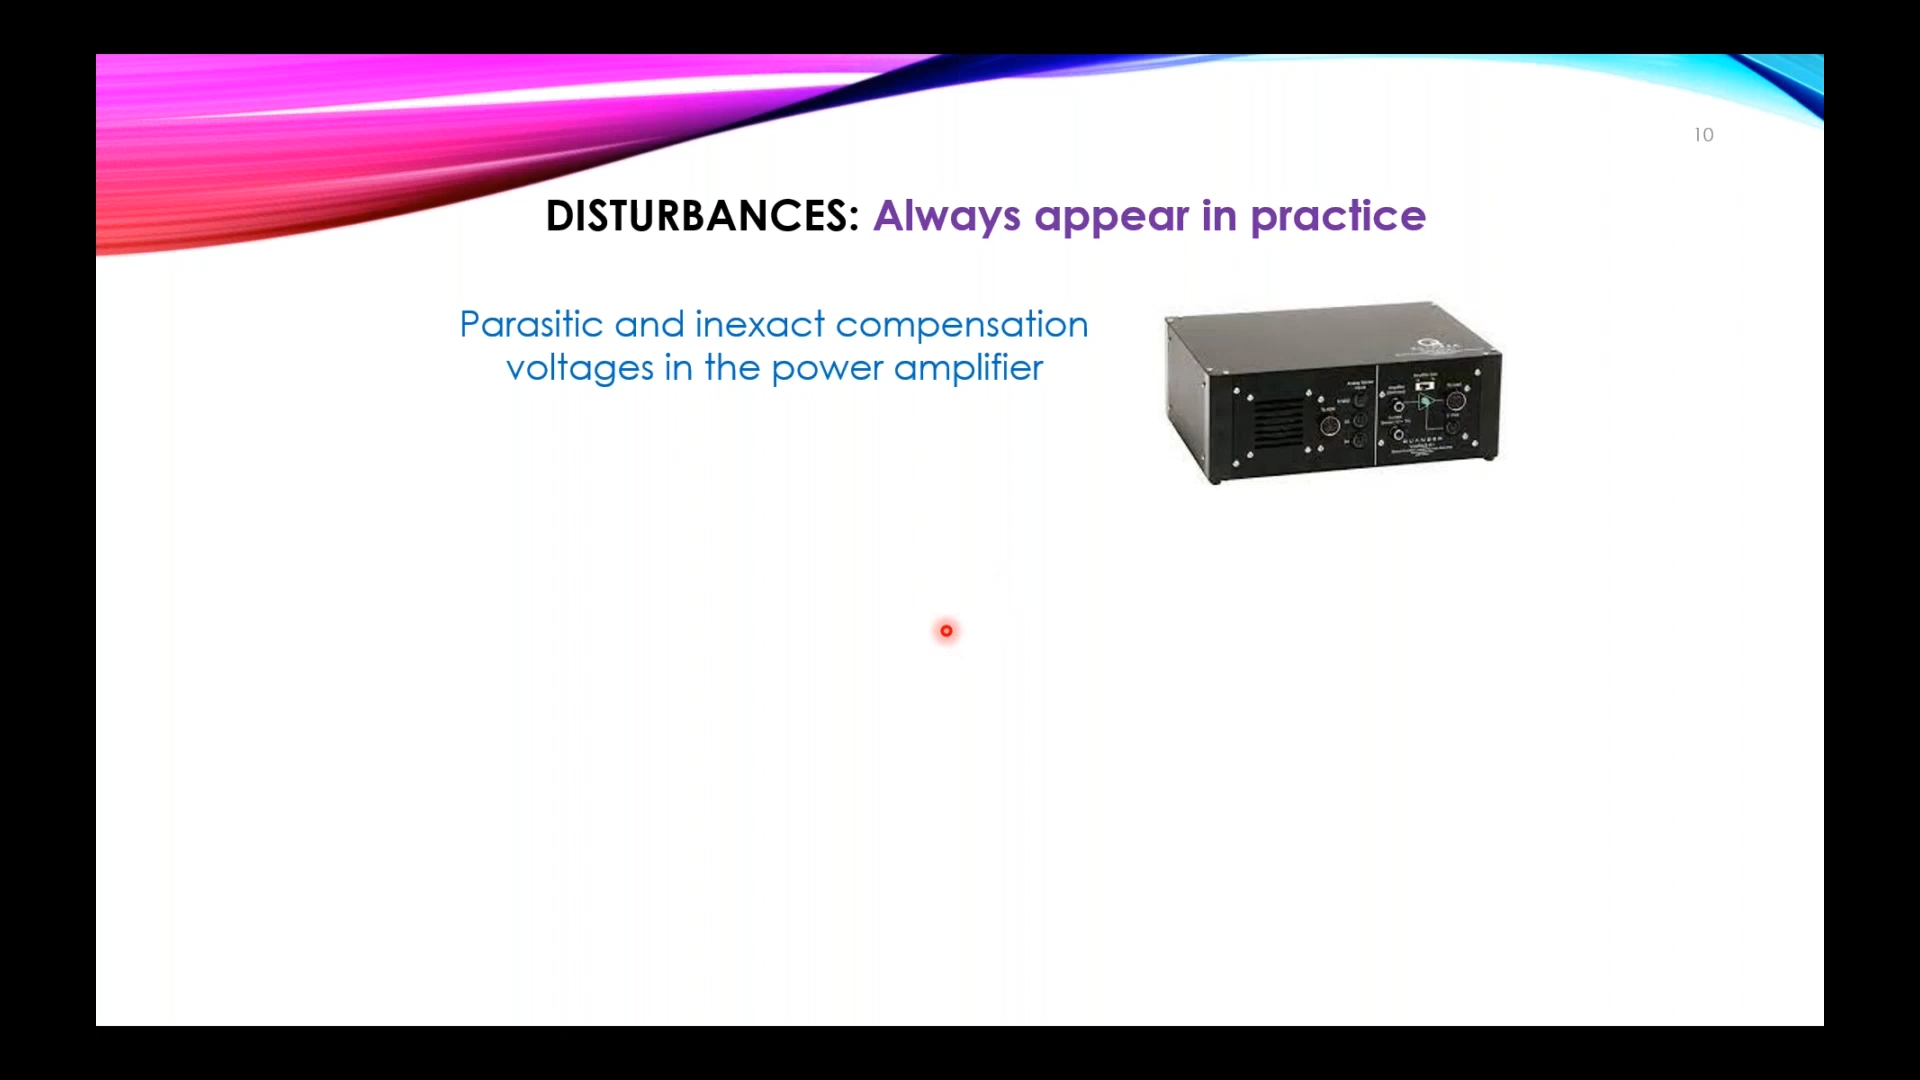 10
DISTURBANCES: Always appear in practice
Parasitic and inexact compensation
voltages in the power amplifier